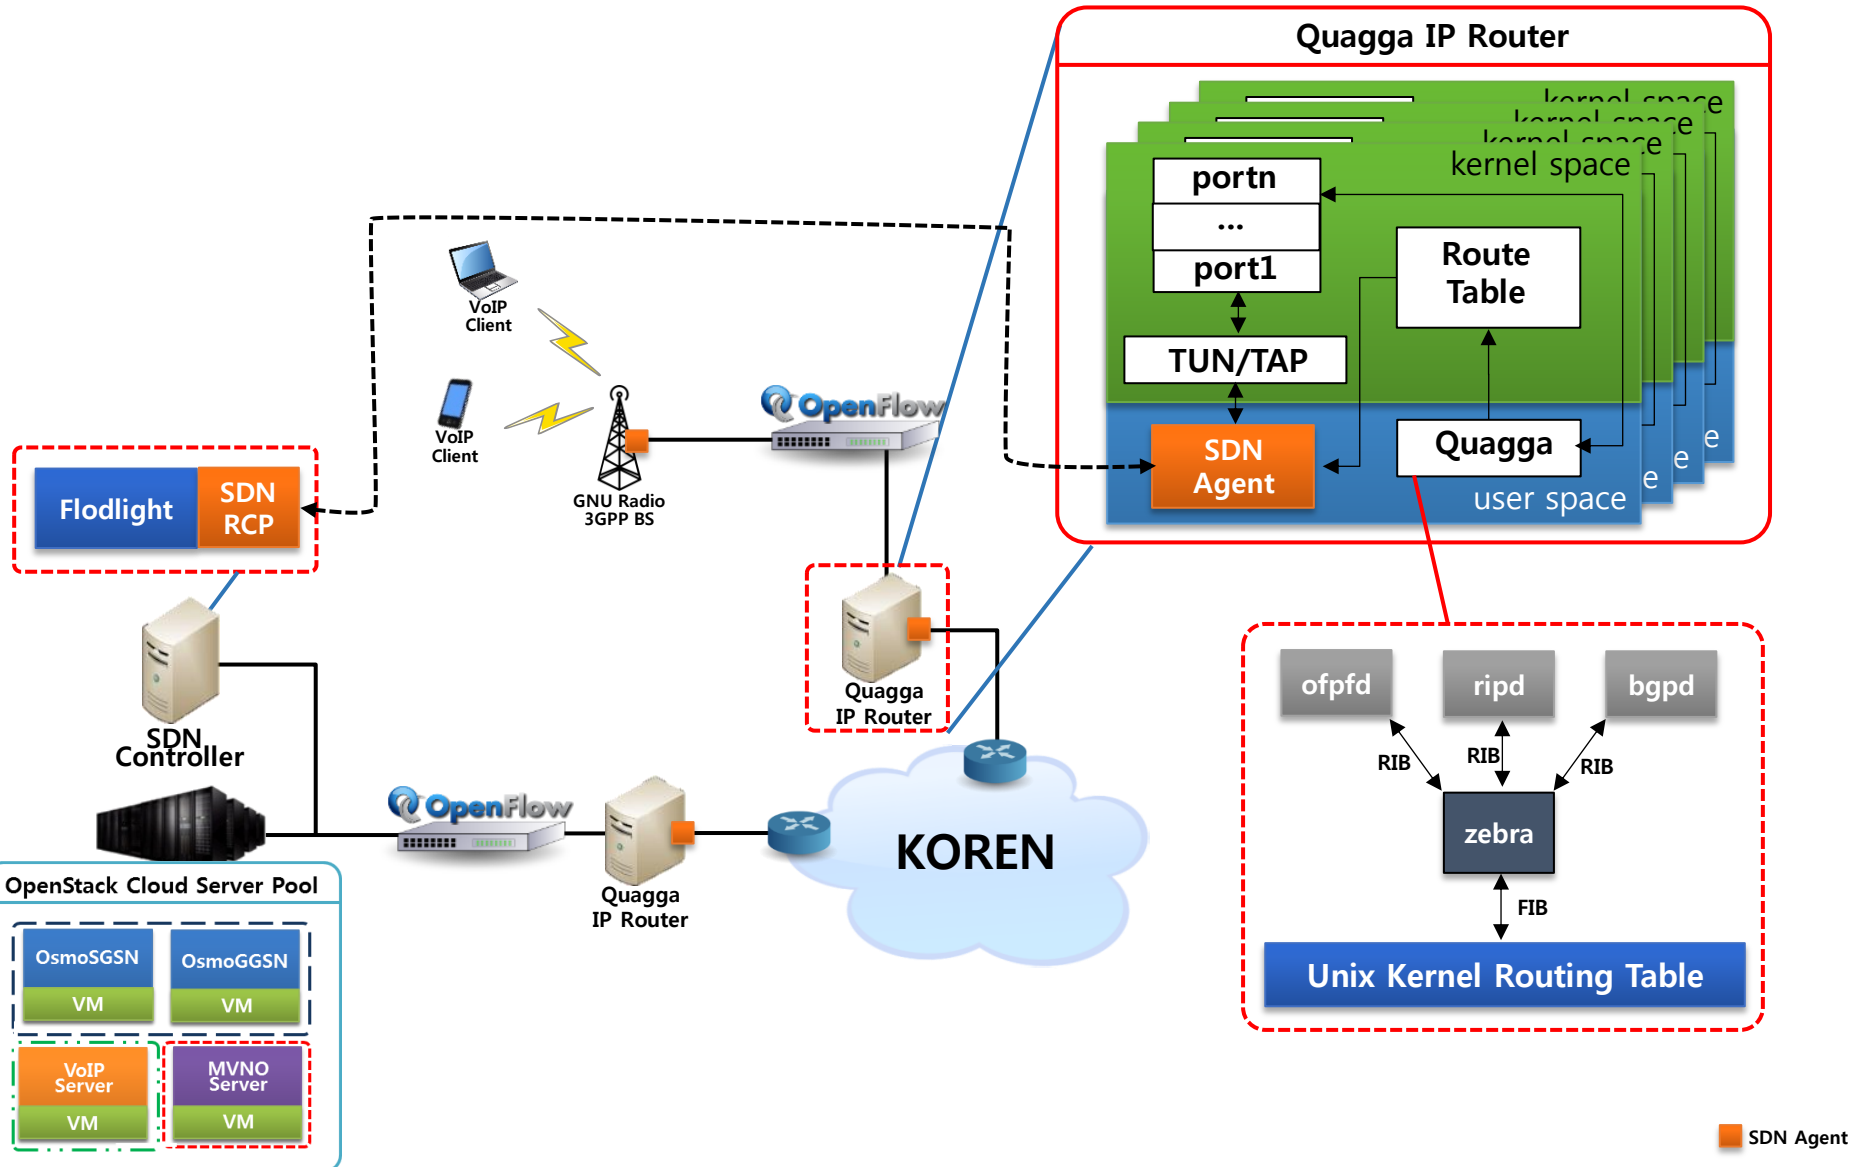 Quagga IP Router
kernel space
kernel space
kernel space
kernel space
portn
...
port1
Route
Table
TUN/TAP
SDN
Agent
Quagga
user space
e
e
e
VoIP
Client
VoIP
Client
OpenFlow
GNU Radio
3GPP BS
Flodlight
SDN
RCP
Quagga
IP Router
SDN
Controller
OpenFlow
Quagga
IP Router
KOREN
ofpfd
ripd
bgpd
RIB
RIB
RIB
zebra
FIB
Unix Kernel Routing Table
OpenStack Cloud Server Pool
OsmoSGSN
VM
OsmoGGSN
VM
VoIP
Server
VM
MVNO
Server
VM
SDN Agent